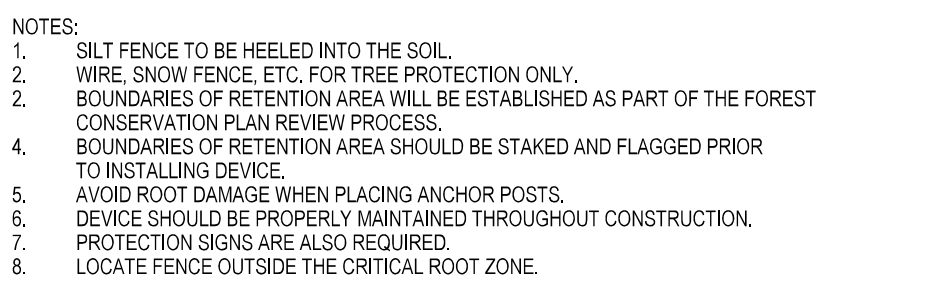 NOTES:
1. SILT FENCE TO BE HEELED INTO THE SOIL.
2. WIRE, SNOW FENCE, ETC. FOR TREE PROTECTION ONLY.
2. BOUNDARIES OF RETENTION AREA WILL BE ESTABLISHED AS PART OF THE FOREST
CONSERVATION PLAN REVIEW PROCESS.
4. BOUNDARIES OF RETENTION AREA SHOULD BE STAKED AND FLAGGED PRIOR
TO INSTALLING DEVICE.
5. AVOID ROOT DAMAGE WHEN PLACING ANCHOR POSTS.
6. DEVICE SHOULD BE PROPERLY MAINTAINED THROUGHOUT CONSTRUCTION.
7. PROTECTION SIGNS ARE ALSO REQUIRED.
8. LOCATE FENCE OUTSIDE THE CRITICAL ROOT ZONE.